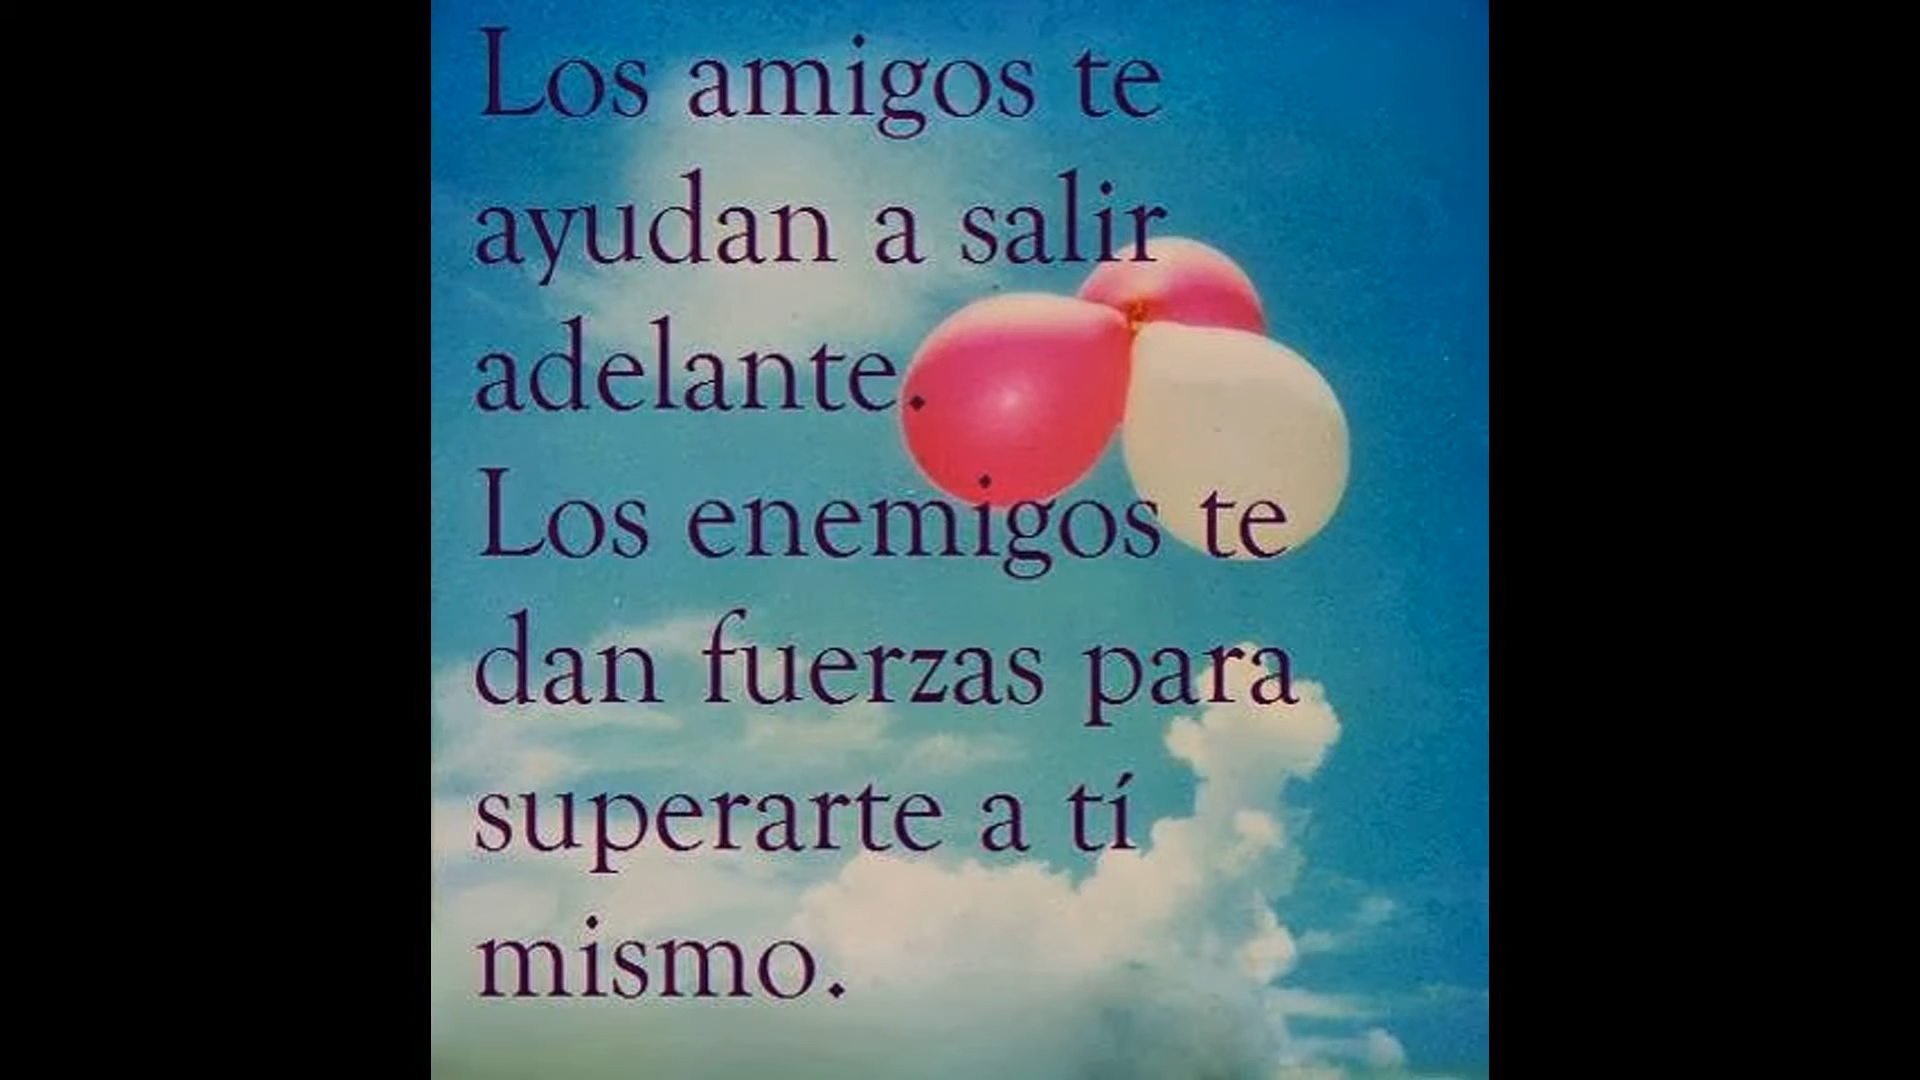 Los amigos te
ayudan a salir
adelante.
Los enemigos te
dan fuerzas para
superarte a tí
mismo.